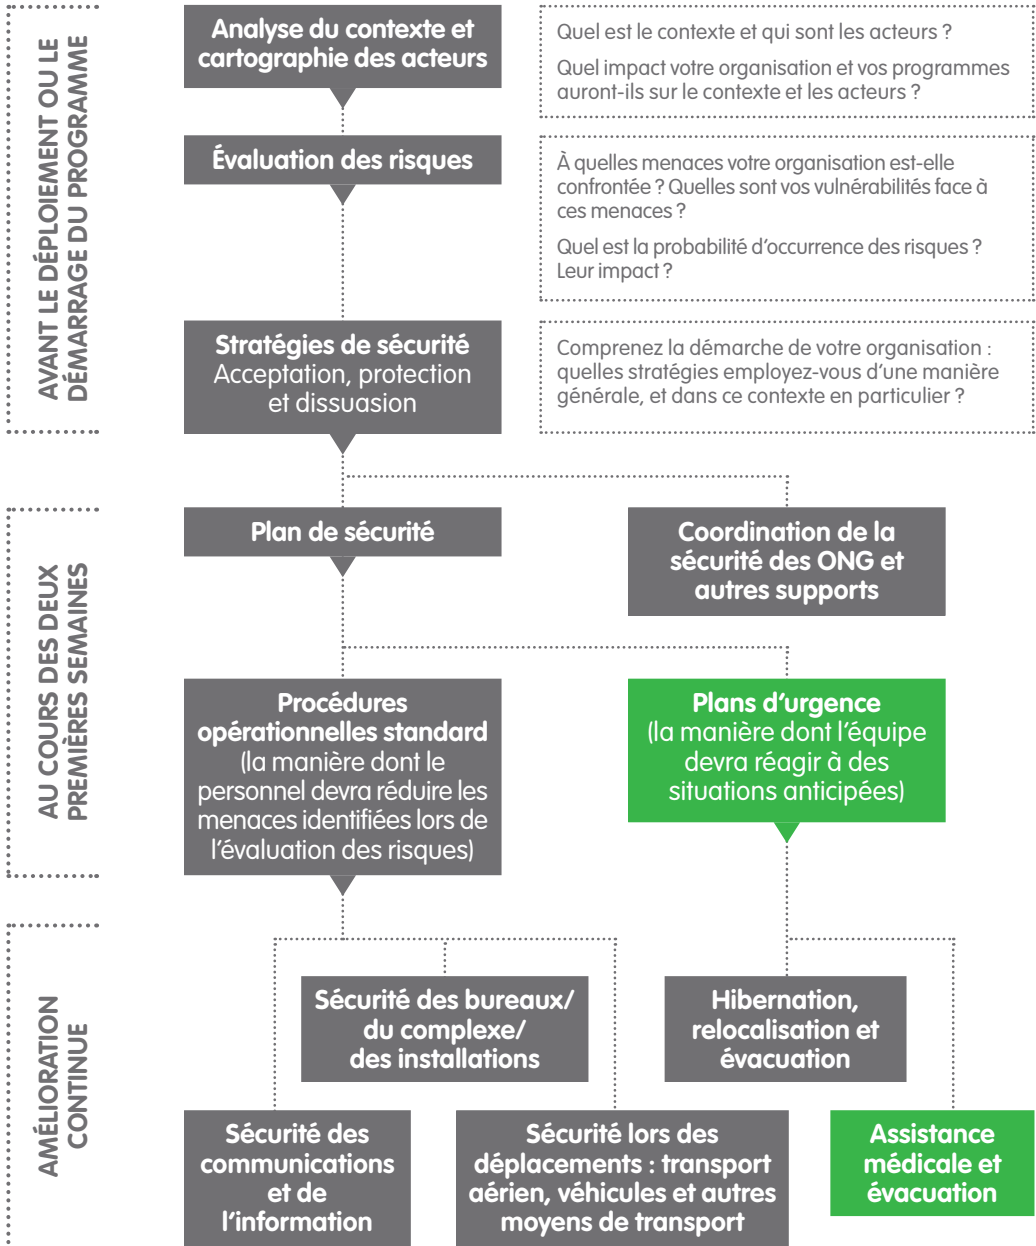 AVANT LE DÉPLOIEMENT OU LE
DÉMARRAGE DU PROGRAMME
Analyse du contexte et
cartographie des acteurs
Quel est le contexte et qui sont les acteurs ?
Quel impact votre organisation et vos programmes
auront-ils sur le contexte et les acteurs ?
Évaluation des risques
À quelles menaces votre organisation est-elle
confrontée ? Quelles sont vos vulnérabilités face à
ces menaces ?
Quel est la probabilité d’occurrence des risques ?
Leur impact ?
Stratégies de sécurité
Acceptation, protection
et dissuasion
Comprenez la démarche de votre organisation :
quelles stratégies employez-vous d’une manière
générale, et dans ce contexte en particulier ?
AU COURS DES DEUX
PREMIÈRES SEMAINES
Plan de sécurité
Coordination de la
sécurité des ONG et
autres supports
Procédures
opérationnelles standard
(la manière dont le
personnel devra réduire les
menaces identifiées lors de
l’évaluation des risques)
Plans d’urgence
(la manière dont l’équipe
devra réagir à des
situations anticipées)
AMÉLIORATION
CONTINUE
Sécurité des bureaux/
du complexe/
des installations
Hibernation,
relocalisation et
évacuation
Sécurité des
communications
et de
l’information
Sécurité lors des
déplacements : transport
aérien, véhicules et autres
moyens de transport
Assistance
médicale et
évacuation